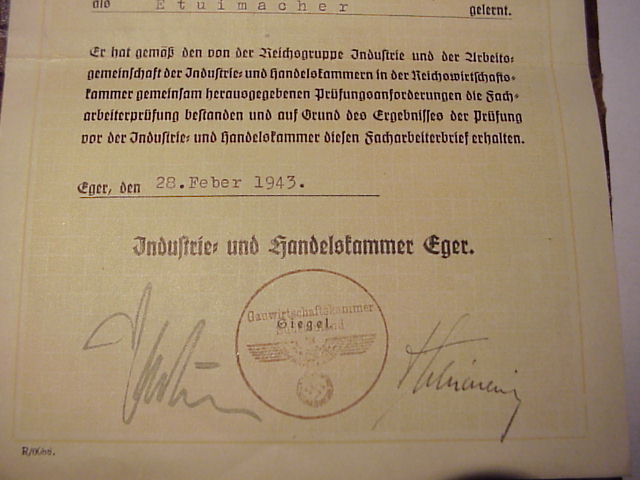 als Etuimacher gelernt.
Er hat gemäß den von der Reichsgruppe Industrie und der Arbeits-
gemeinschaft der Industrie- und Handelskammern in der Reichswirtschafts-
kammer gemeinsam herausgegebenen Prüfungsanforderungen die Fach-
arbeiterprüfung bestanden und auf Grund des Ergebnisses der Prüfung
vor der Industrie- und Handelskammer diesen Facharbeiterbrief erhalten.
Eger, den 28.Feber 1943.
Industrie- und Handelskammer Eger.
Gauwirtschaftskammer
Siegel